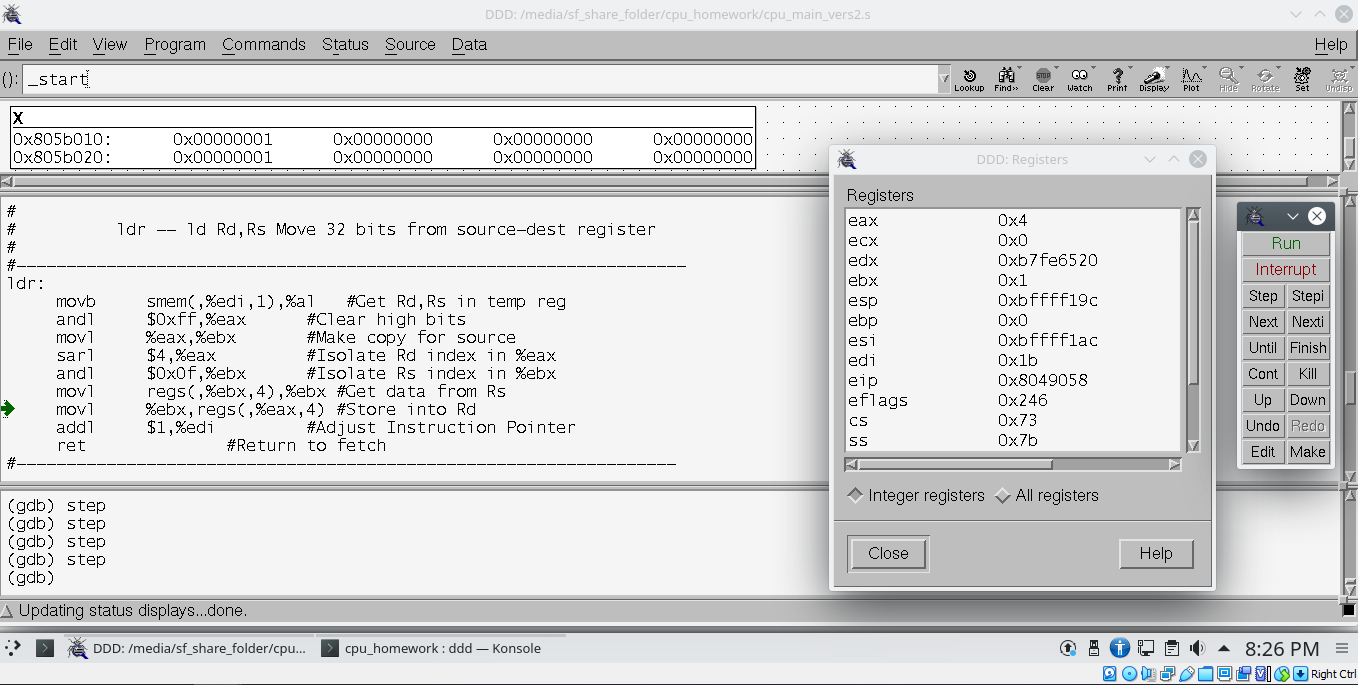 DDD: /media/sf_share_folder/cpu_homework/cpu_main_vers2.s
File Edit View Program Commands Status Source Data Help
(): _start
Lookup Find>> Clear Watch Print Display Plot Hide Rotate Set Undisp
X
0x805b010: 0x00000001 0x00000000 0x00000000 0x00000000
0x805b020: 0x00000001 0x00000000 0x00000000 0x00000000
#
# ldr -- ld Rd,Rs Move 32 bits from source-dest register
#
#-------------------------------------------------------------------
ldr:
movb smem(,%edi,1),%al #Get Rd,Rs in temp reg
andl $0xff,%eax #Clear high bits
movl %eax,%ebx #Make copy for source
sarl $4,%eax #Isolate Rd index in %eax
andl $0x0f,%ebx #Isolate Rs index in %ebx
movl regs(,%ebx,4),%ebx #Get data from Rs
movl %ebx,regs(,%eax,4) #Store into Rd
addl $1,%edi #Adjust Instruction Pointer
ret #Return to fetch
#------------------------------------------------------------------
(gdb) step
(gdb) step
(gdb) step
(gdb) step
(gdb)
Updating status displays...done.
DDD: Registers
Registers
eax 0x4
ecx 0x0
edx 0xb7fe6520
ebx 0x1
esp 0xbffff19c
ebp 0x0
esi 0xbffff1ac
edi 0x1b
eip 0x8049058
eflags 0x246
cs 0x73
ss 0x7b
Integer registers All registers
Close Help
Run
Interrupt
Step Stepi
Next Nexti
Until Finish
Cont Kill
Up Down
Undo Redo
Edit Make
DDD: /media/sf_share_folder/cpu... cpu_homework : ddd — Konsole 8:26 PM
Right Ctrl